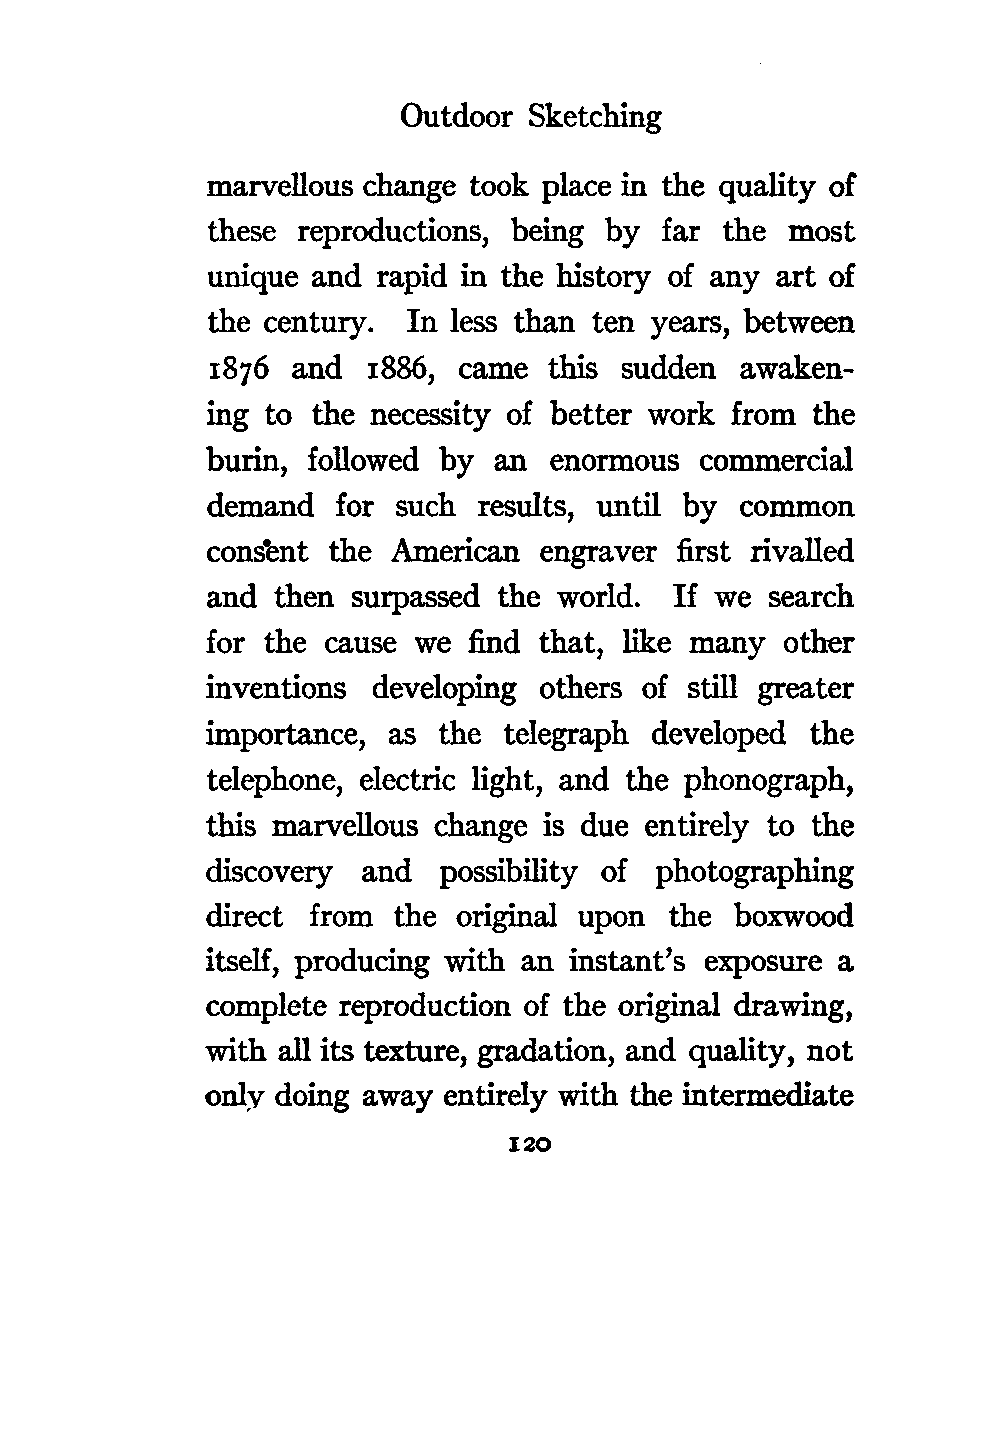 Outdoor Sketching
marvellous change took place in the quality of
these reproductions, being by far the most
unique and rapid in the history of any art of
the century. In less than ten years, between
1876 and 1886, came this sudden awaken-
ing to the necessity of better work from the
burin, followed by an enormous commercial
demand for such results, until by common
consent the American engraver first rivalled
and then surpassed the world. If we search
for the cause we find that, like many other
inventions developing others of still greater
importance, as the telegraph developed the
telephone, electric light, and the phonograph,
this marvellous change is due entirely to the
discovery and possibility of photographing
direct from the original upon the boxwood
itself, producing with an instant's exposure a
complete reproduction of the original drawing,
with all its texture, gradation, and quality, not
only doing away entirely with the intermediate
120